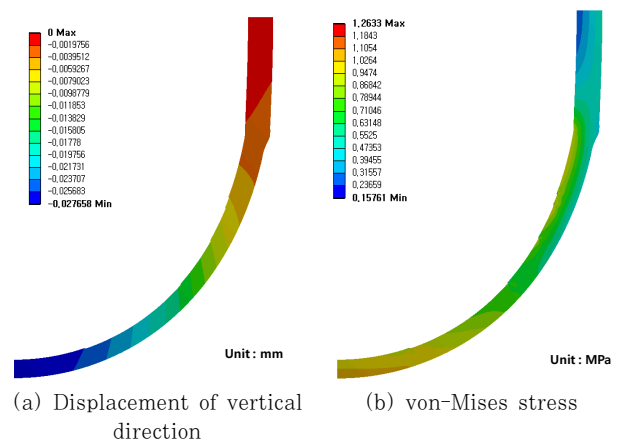 0 Max
-0,0019756
-0,0039512
-0,0059267
-0,0079023
-0,0098779
-0,011853
-0,013829
-0,015805
-0,01778
-0,019756
-0,021731
-0,023707
-0,025683
-0,027658 Min
Unit : mm
(a) Displacement of vertical
direction
1,2633 Max
1,1843
1,1054
1,0264
0,9474
0,86842
0,78944
0,71046
0,63148
0,5525
0,47353
0,39455
0,31557
0,23659
0,15761 Min
Unit : MPa
(b) von-Mises stress